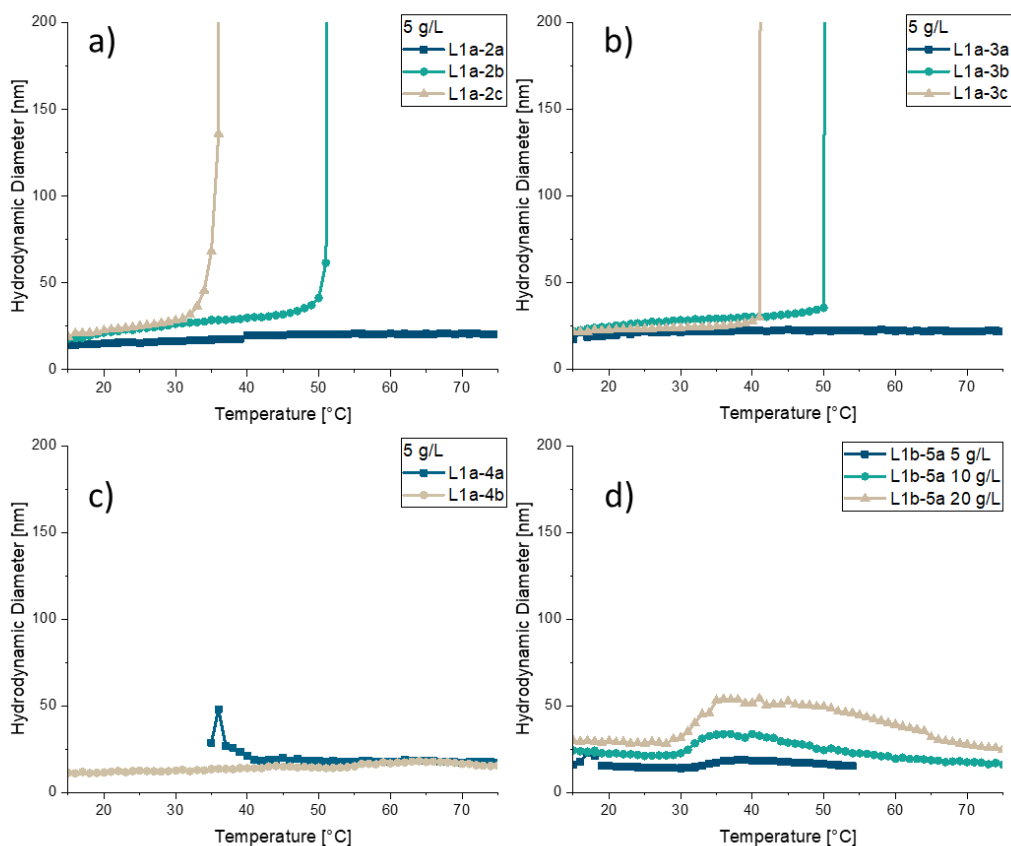 a)
5 g/L
L1a-2a
L1a-2b
L1a-2c
200
150
100
50
0
Hydrodynamic Diameter [nm]
20 30 40 50 60 70
Temperature [°C]
b)
5 g/L
L1a-3a
L1a-3b
L1a-3c
200
150
100
50
0
Hydrodynamic Diameter [nm]
20 30 40 50 60 70
Temperature [°C]
c)
5 g/L
L1a-4a
L1a-4b
200
150
100
50
0
Hydrodynamic Diameter [nm]
20 30 40 50 60 70
Temperature [°C]
d)
L1b-5a 5 g/L
L1b-5a 10 g/L
L1b-5a 20 g/L
200
150
100
50
0
Hydrodynamic Diameter [nm]
20 30 40 50 60 70
Temperature [°C]